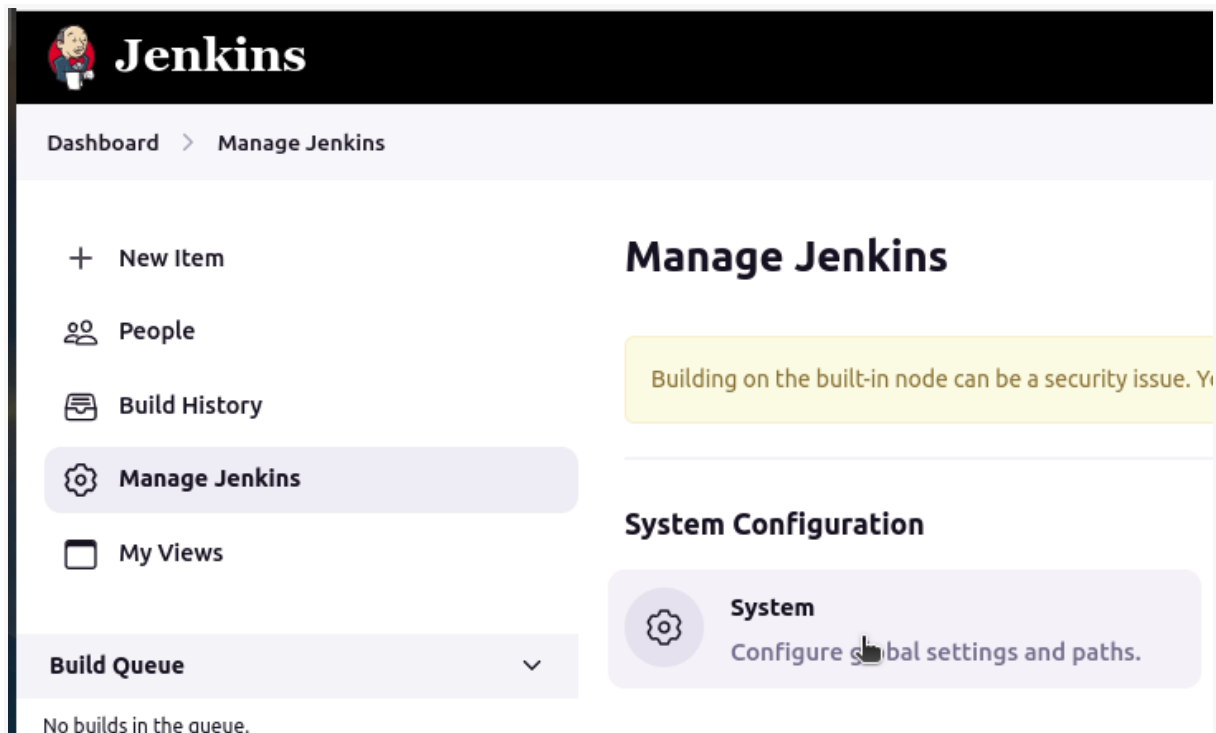 Jenkins
Dashboard > Manage Jenkins
New Item
People
Build History
Manage Jenkins
My Views
Build Queue
No builds in the queue.
Manage Jenkins
Building on the built-in node can be a security issue.
System Configuration
System
Configure global settings and paths.